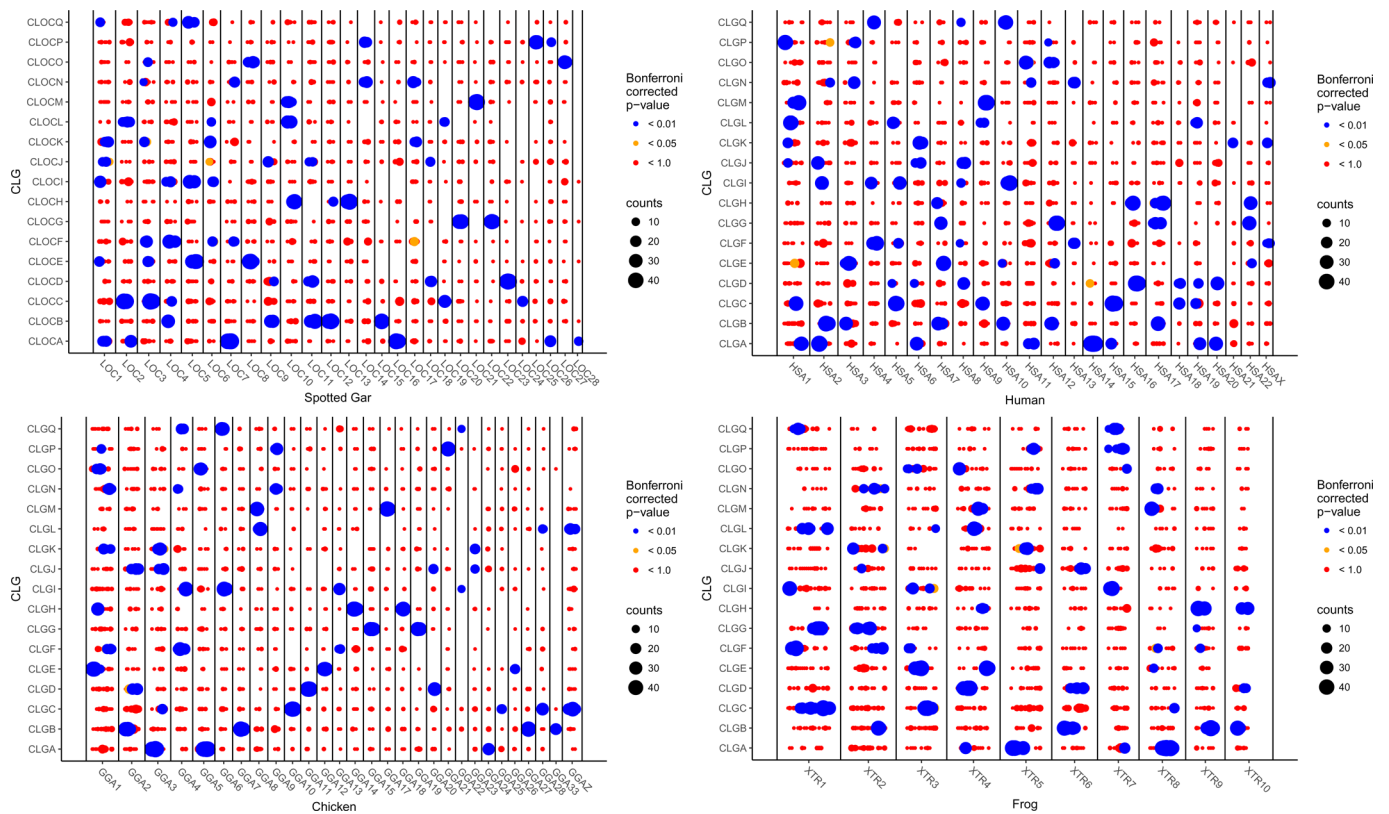 CLOCQ
CLOCP
CLOCO
CLOCN
CLOCM
CLOCL
CLOCK
CLOCJ
CLOCI
CLOCH
CLOCG
CLOCF
CLOCE
CLOCD
CLOCC
CLOCB
CLOCA
LOC1 LOC2 LOC3 LOC4 LOC5 LOC6 LOC7 LOC8 LOC9 LOC10 LOC11 LOC12 LOC13 LOC14 LOC15 LOC16 LOC17 LOC18 LOC19 LOC20 LOC21 LOC22 LOC23 LOC24 LOC25 LOC26 LOC27 LOC28
Spotted Gar
Bonferroni
corrected
p−value
< 0.01
< 0.05
< 1.0
counts
10
20
30
40
CLG
CLGQ
CLGP
CLGO
CLGN
CLGM
CLGL
CLGK
CLGJ
CLGI
CLGH
CLGG
CLGF
CLGE
CLGD
CLGC
CLGB
CLGA
HSA1 HSA2 HSA3 HSA4 HSA5 HSA6 HSA7 HSA8 HSA9 HSA10 HSA11 HSA12 HSA13 HSA14 HSA15 HSA16 HSA17 HSA18 HSA19 HSA20 HSA21 HSA22 HSAX
Human
Bonferroni
corrected
p−value
< 0.01
< 0.05
< 1.0
counts
10
20
30
40
CLG
CLGQ
CLGP
CLGO
CLGN
CLGM
CLGL
CLGK
CLGJ
CLGI
CLGH
CLGG
CLGF
CLGE
CLGD
CLGC
CLGB
CLGA
GGA1 GGA2 GGA3 GGA4 GGA5 GGA6 GGA7 GGA8 GGA9 GGA10 GGA11 GGA12 GGA13 GGA14 GGA15 GGA17 GGA18 GGA19 GGA20 GGA21 GGA22 GGA23 GGA24 GGA25 GGA26 GGA27 GGA28 GGA33 GGAZ
Chicken
Bonferroni
corrected
p−value
< 0.01
< 0.05
< 1.0
counts
10
20
30
40
CLG
CLGQ
CLGP
CLGO
CLGN
CLGM
CLGL
CLGK
CLGJ
CLGI
CLGH
CLGG
CLGF
CLGE
CLGD
CLGC
CLGB
CLGA
XTR1 XTR2 XTR3 XTR4 XTR5 XTR6 XTR7 XTR8 XTR9 XTR10
Frog
Bonferroni
corrected
p−value
< 0.01
< 0.05
< 1.0
counts
10
20
30
40